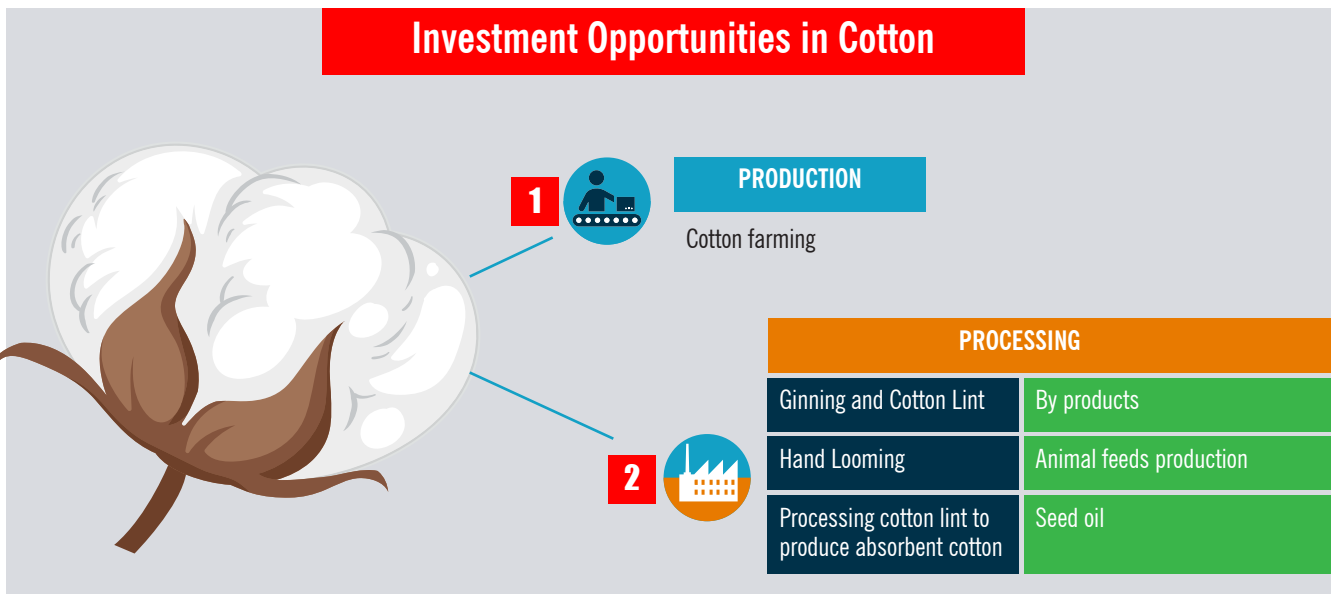 Investment Opportunities in Cotton
1
PRODUCTION
Cotton farming
2
PROCESSING
Ginning and Cotton Lint
By products
Hand Looming
Animal feeds production
Processing cotton lint to
produce absorbent cotton
Seed oil